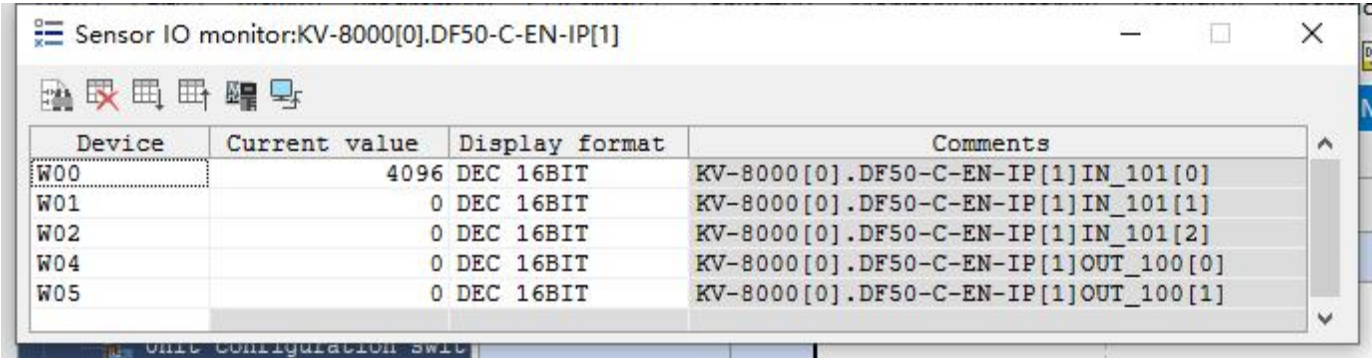 Sensor IO monitor:KV-8000[0].DF50-C-EN-IP[1]
Device Current value Display format Comments
W00 4096 DEC 16BIT KV-8000[0].DF50-C-EN-IP[1]IN_101[0]
W01 0 DEC 16BIT KV-8000[0].DF50-C-EN-IP[1]IN_101[1]
W02 0 DEC 16BIT KV-8000[0].DF50-C-EN-IP[1]IN_101[2]
W04 0 DEC 16BIT KV-8000[0].DF50-C-EN-IP[1]OUT_100[0]
W05 0 DEC 16BIT KV-8000[0].DF50-C-EN-IP[1]OUT_100[1]